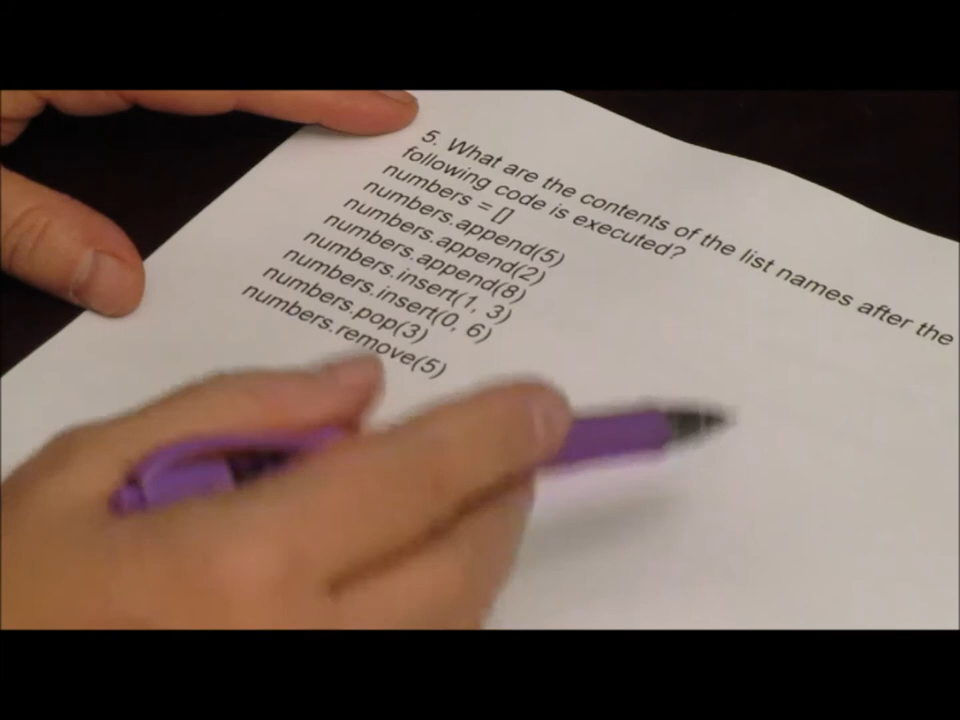 5. What are the contents of the list names after the
following code is executed?
numbers = []
numbers.append(5)
numbers.append(2)
numbers.append(8)
numbers.insert(1, 3)
numbers.insert(0, 6)
numbers.pop(3)
numbers.remove(5)